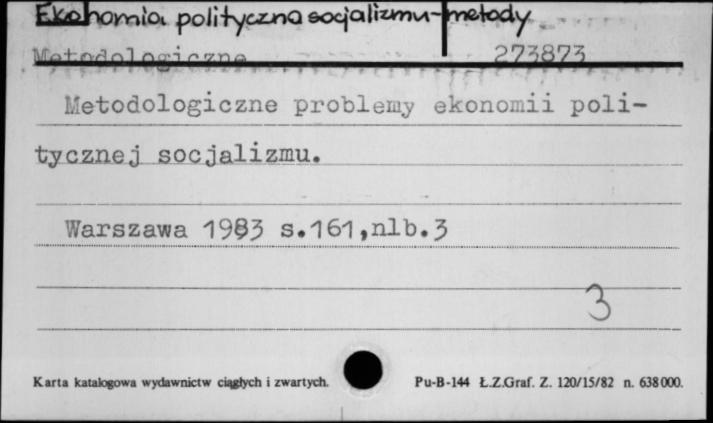 Ekonomia polityczna socjalizmu-metody
Metodologiczne 273873
Metodologiczne problemy ekonomii poli-
tycznej socjalizmu.
Warszawa 1983 s.161,nlb.3
3
Karta katalogowa wydawnictw ciągłych i zwartych. Pu-B-144 Ł.Z.Graf. Z. 120/15/82 n. 638000.